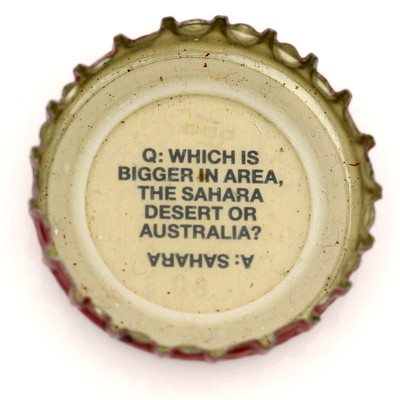 Q: WHICH IS
BIGGER IN AREA,
THE SAHARA
DESERT OR
AUSTRALIA?
A: SAHARA